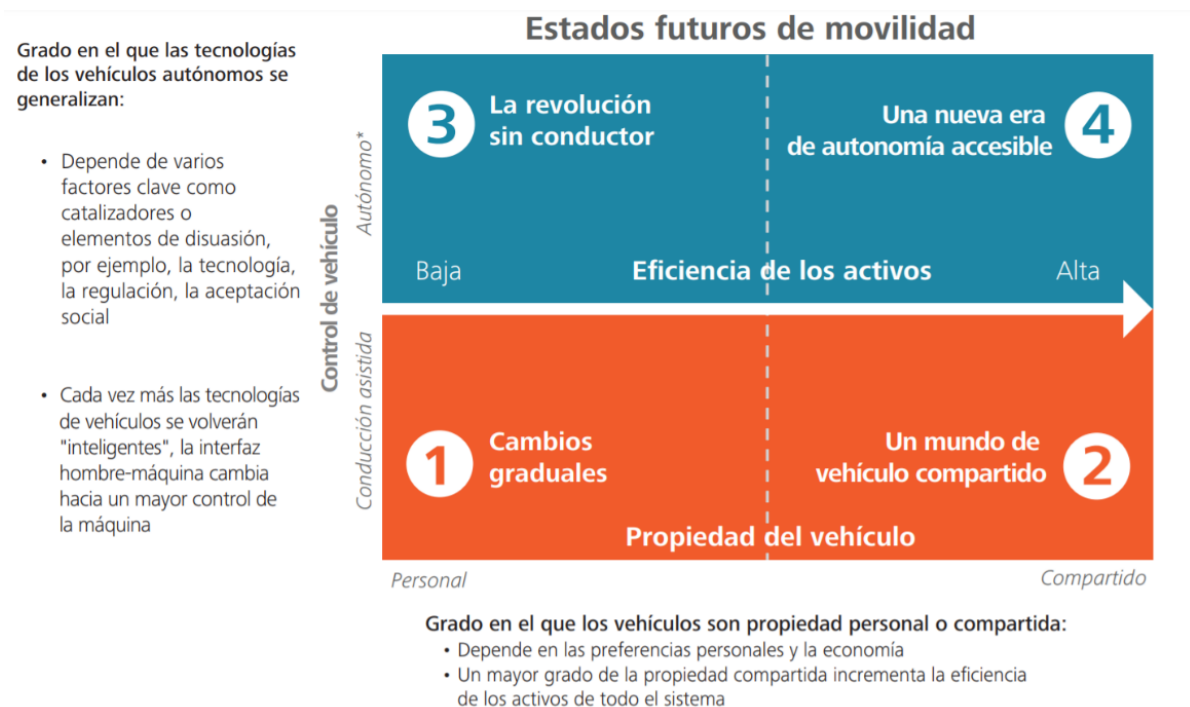 Estados futuros de movilidad
Grado en el que las tecnologías
de los vehículos autónomos se
generalizan:
• Depende de varios
factores clave como
catalizadores o
elementos de disuasión,
por ejemplo, la tecnología,
la regulación, la aceptación
social
• Cada vez más las tecnologías
de vehículos se volverán
"inteligentes", la interfaz
hombre-máquina cambia
hacia un mayor control de
la máquina
Control de vehículo
Autónomo*
Conducción asistida
3
La revolución
sin conductor
Una nueva era
de autonomía accesible
4
Baja
Eficiencia de los activos
Alta
1
Cambios
graduales
Un mundo de
vehículo compartido
2
Propiedad del vehículo
Personal
Compartido
Grado en el que los vehículos son propiedad personal o compartida:
• Depende en las preferencias personales y la economía
• Un mayor grado de la propiedad compartida incrementa la eficiencia
de los activos de todo el sistema